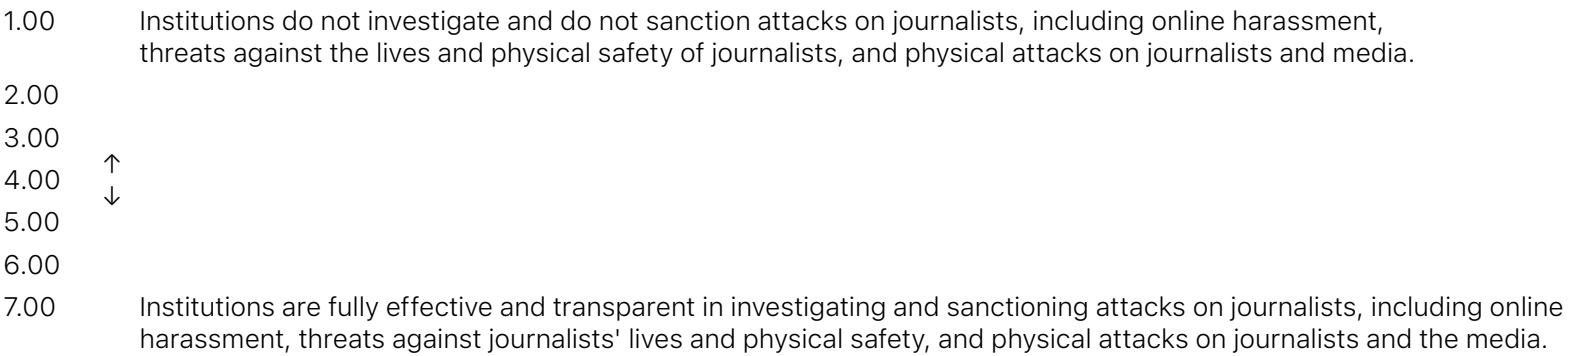 1.00 Institutions do not investigate and do not sanction attacks on journalists, including online harassment,
threats against the lives and physical safety of journalists, and physical attacks on journalists and media.
2.00
3.00
↑
4.00
↓
5.00
6.00
7.00 Institutions are fully effective and transparent in investigating and sanctioning attacks on journalists, including online
harassment, threats against journalists' lives and physical safety, and physical attacks on journalists and the media.